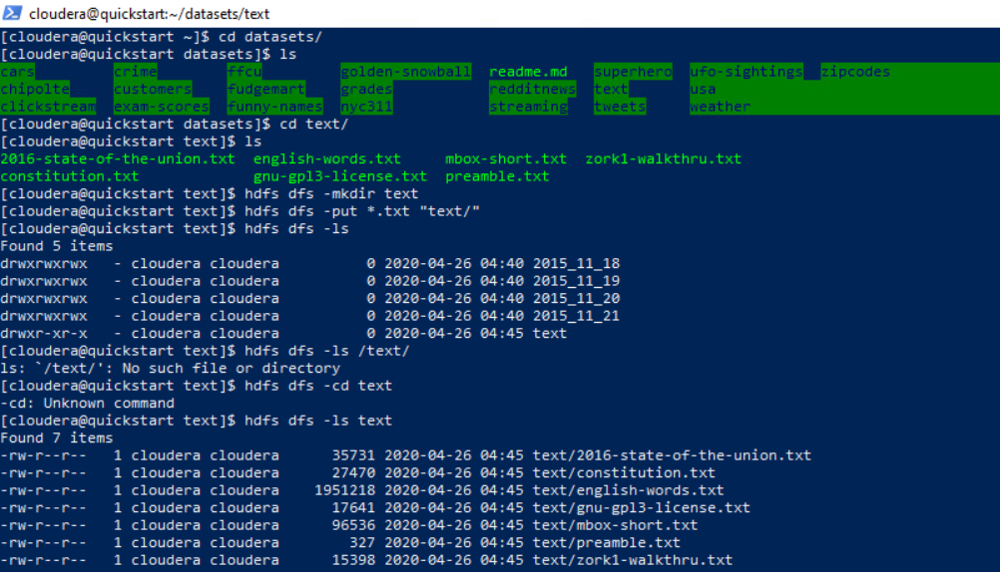 cloudera@quickstart:~/datasets/text
[cloudera@quickstart ~]$ cd datasets/
[cloudera@quickstart datasets]$ ls
cars crime ffcu golden-snowball readme.md superhero ufo-sightings zipcodes
chipolte customers fudgemart grades redditnews text usa
clickstream exam-scores funny-names nyc311 streaming tweets weather
[cloudera@quickstart datasets]$ cd text/
[cloudera@quickstart text]$ ls
2016-state-of-the-union.txt english-words.txt mbox-short.txt zork1-walkthru.txt
constitution.txt gnu-gpl3-license.txt preamble.txt
[cloudera@quickstart text]$ hdfs dfs -mkdir text
[cloudera@quickstart text]$ hdfs dfs -put *.txt "text/"
[cloudera@quickstart text]$ hdfs dfs -ls
Found 5 items
drwxrwxrwx - cloudera cloudera 0 2020-04-26 04:40 2015_11_18
drwxrwxrwx - cloudera cloudera 0 2020-04-26 04:40 2015_11_19
drwxrwxrwx - cloudera cloudera 0 2020-04-26 04:40 2015_11_20
drwxrwxrwx - cloudera cloudera 0 2020-04-26 04:40 2015_11_21
drwxr-xr-x - cloudera cloudera 0 2020-04-26 04:45 text
[cloudera@quickstart text]$ hdfs dfs -ls /text/
ls: `/text/': No such file or directory
[cloudera@quickstart text]$ hdfs dfs -cd text
-cd: Unknown command
[cloudera@quickstart text]$ hdfs dfs -ls text
Found 7 items
-rw-r--r-- 1 cloudera cloudera 35731 2020-04-26 04:45 text/2016-state-of-the-union.txt
-rw-r--r-- 1 cloudera cloudera 27470 2020-04-26 04:45 text/constitution.txt
-rw-r--r-- 1 cloudera cloudera 1951218 2020-04-26 04:45 text/english-words.txt
-rw-r--r-- 1 cloudera cloudera 17641 2020-04-26 04:45 text/gnu-gpl3-license.txt
-rw-r--r-- 1 cloudera cloudera 96536 2020-04-26 04:45 text/mbox-short.txt
-rw-r--r-- 1 cloudera cloudera 327 2020-04-26 04:45 text/preamble.txt
-rw-r--r-- 1 cloudera cloudera 15398 2020-04-26 04:45 text/zork1-walkthru.txt